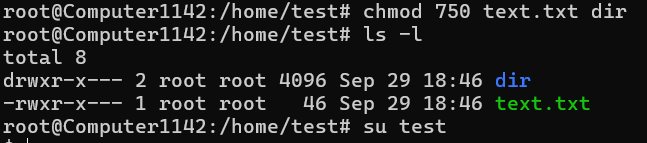 root@Computer1142:/home/test# chmod 750 text.txt dir
root@Computer1142:/home/test# ls -l
total 8
drwxr-x--- 2 root root 4096 Sep 29 18:46 dir
-rwxr-x--- 1 root root   46 Sep 29 18:46 text.txt
root@Computer1142:/home/test# su test